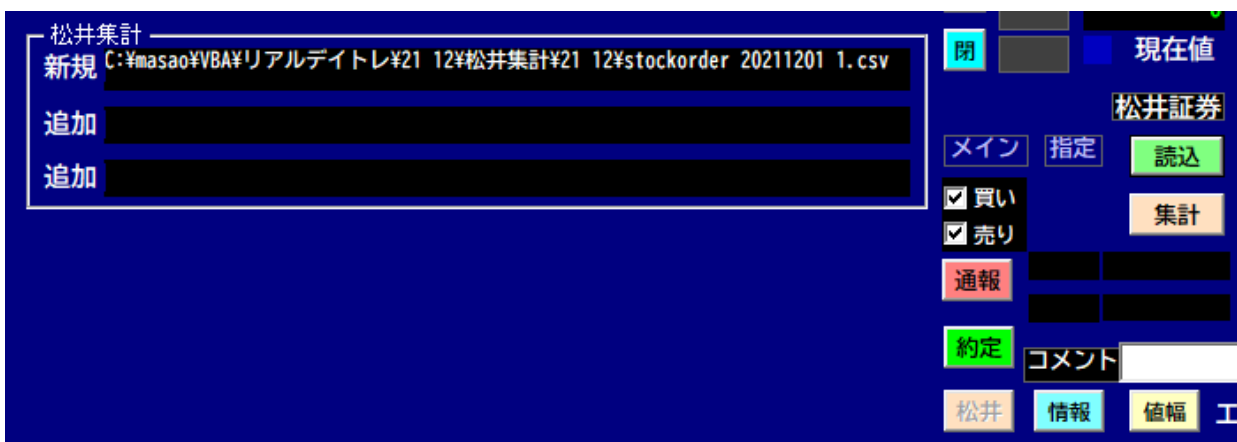 松井集計
新規 C:¥masao¥VBA¥リアルデイトレ¥21 12¥松井集計¥21 12¥stockorder 20211201 1.csv
追加
追加
閉
現在値
松井証券
メイン 指定 読込
買い
売り
集計
通報
約定
コメント
松井 情報 値幅 エ